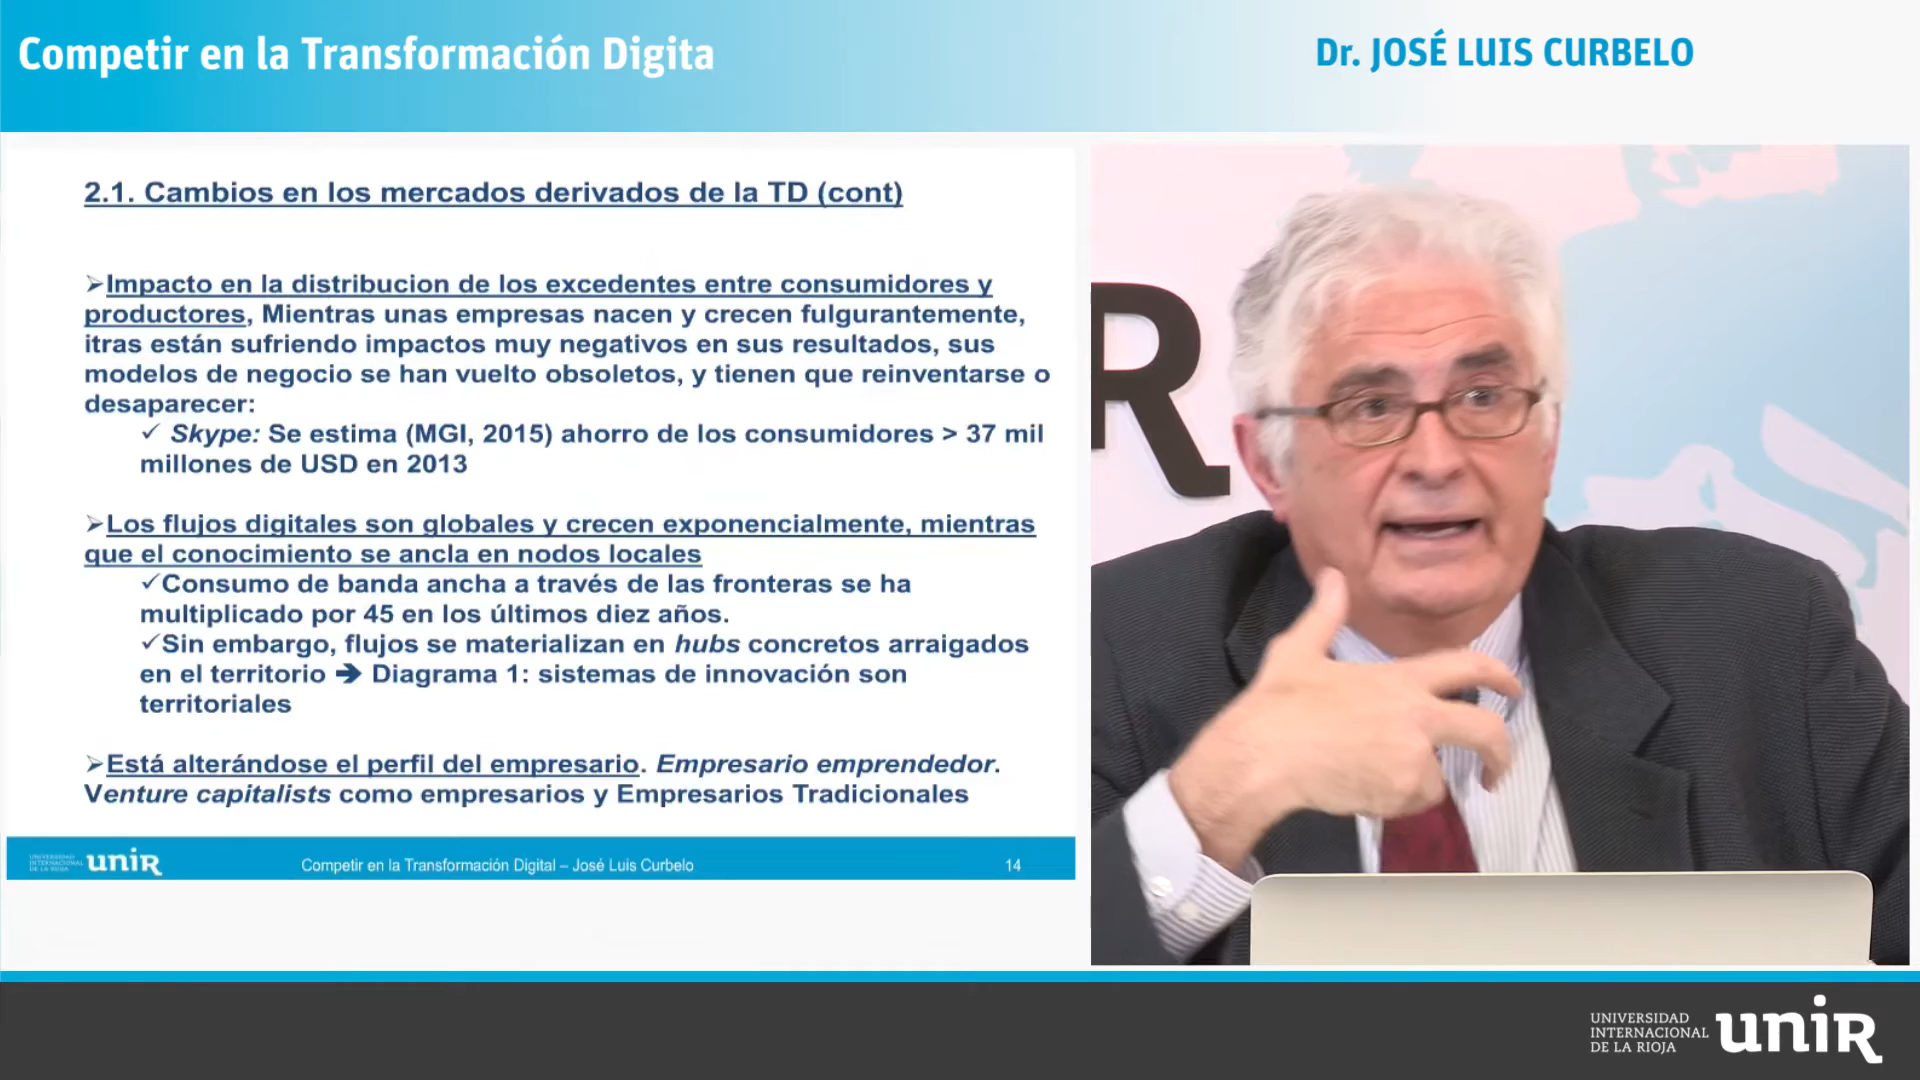 Competir en la Transformación Digita
Dr. JOSÉ LUIS CURBELO
2.1. Cambios en los mercados derivados de la TD (cont)
➢Impacto en la distribucion de los excedentes entre consumidores y
productores, Mientras unas empresas nacen y crecen fulgurantemente,
itras están sufriendo impactos muy negativos en sus resultados, sus
modelos de negocio se han vuelto obsoletos, y tienen que reinventarse o
desaparecer:
✓ Skype: Se estima (MGI, 2015) ahorro de los consumidores > 37 mil
millones de USD en 2013
➢Los flujos digitales son globales y crecen exponencialmente, mientras
que el conocimiento se ancla en nodos locales
✓Consumo de banda ancha a través de las fronteras se ha
multiplicado por 45 en los últimos diez años.
✓Sin embargo, flujos se materializan en hubs concretos arraigados
en el territorio ➔ Diagrama 1: sistemas de innovación son
territoriales
➢Está alterándose el perfil del empresario. Empresario emprendedor.
Venture capitalists como empresarios y Empresarios Tradicionales
UNIVERSIDAD
INTERNACIONAL
DE LA RIOJA
uniR
Competir en la Transformación Digital – José Luis Curbelo
14
R
UNIVERSIDAD
INTERNACIONAL
DE LA RIOJA
uniR